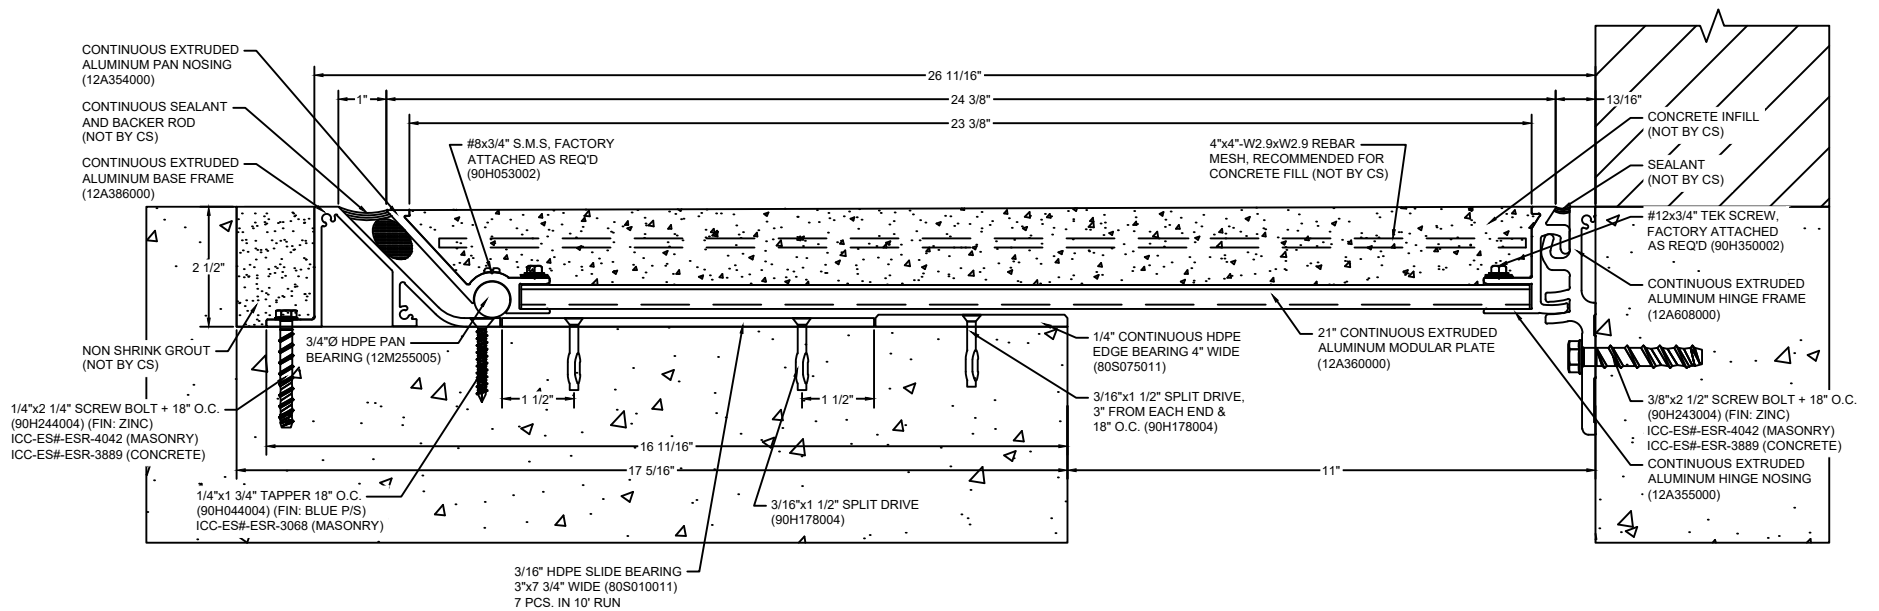 CONTINUOUS EXTRUDED
ALUMINUM PAN NOSING
(12A354000)
CONTINUOUS SEALANT
AND BACKER ROD
(NOT BY CS)
CONTINUOUS EXTRUDED
ALUMINUM BASE FRAME
(12A386000)
26 11/16"
1"
24 3/8"
13/16"
23 3/8"
#8x3/4" S.M.S, FACTORY
ATTACHED AS REQ'D
(90H053002)
4"x4"-W2.9xW2.9 REBAR
MESH, RECOMMENDED FOR
CONCRETE FILL (NOT BY CS)
CONCRETE INFILL
(NOT BY CS)
SEALANT
(NOT BY CS)
#12x3/4" TEK SCREW,
FACTORY ATTACHED
AS REQ'D (90H350002)
CONTINUOUS EXTRUDED
ALUMINUM HINGE FRAME
(12A608000)
2 1/2"
NON SHRINK GROUT
(NOT BY CS)
3/4"Ø HDPE PAN
BEARING (12M255005)
1/4" CONTINUOUS HDPE
EDGE BEARING 4" WIDE
(80S075011)
21" CONTINUOUS EXTRUDED
ALUMINUM MODULAR PLATE
(12A360000)
1/4"x2 1/4" SCREW BOLT + 18" O.C.
(90H244004) (FIN: ZINC)
ICC-ES#-ESR-4042 (MASONRY)
ICC-ES#-ESR-3889 (CONCRETE)
1 1/2"
1 1/2"
3/16"x1 1/2" SPLIT DRIVE,
3" FROM EACH END &
18" O.C. (90H178004)
3/8"x2 1/2" SCREW BOLT + 18" O.C.
(90H243004) (FIN: ZINC)
ICC-ES#-ESR-4042 (MASONRY)
ICC-ES#-ESR-3889 (CONCRETE)
16 11/16"
17 5/16"
11"
CONTINUOUS EXTRUDED
ALUMINUM HINGE NOSING
(12A355000)
1/4"x1 3/4" TAPPER 18" O.C.
(90H044004) (FIN: BLUE P/S)
ICC-ES#-ESR-3068 (MASONRY)
3/16"x1 1/2" SPLIT DRIVE
(90H178004)
3/16" HDPE SLIDE BEARING
3"x7 3/4" WIDE (80S010011)
7 PCS. IN 10' RUN